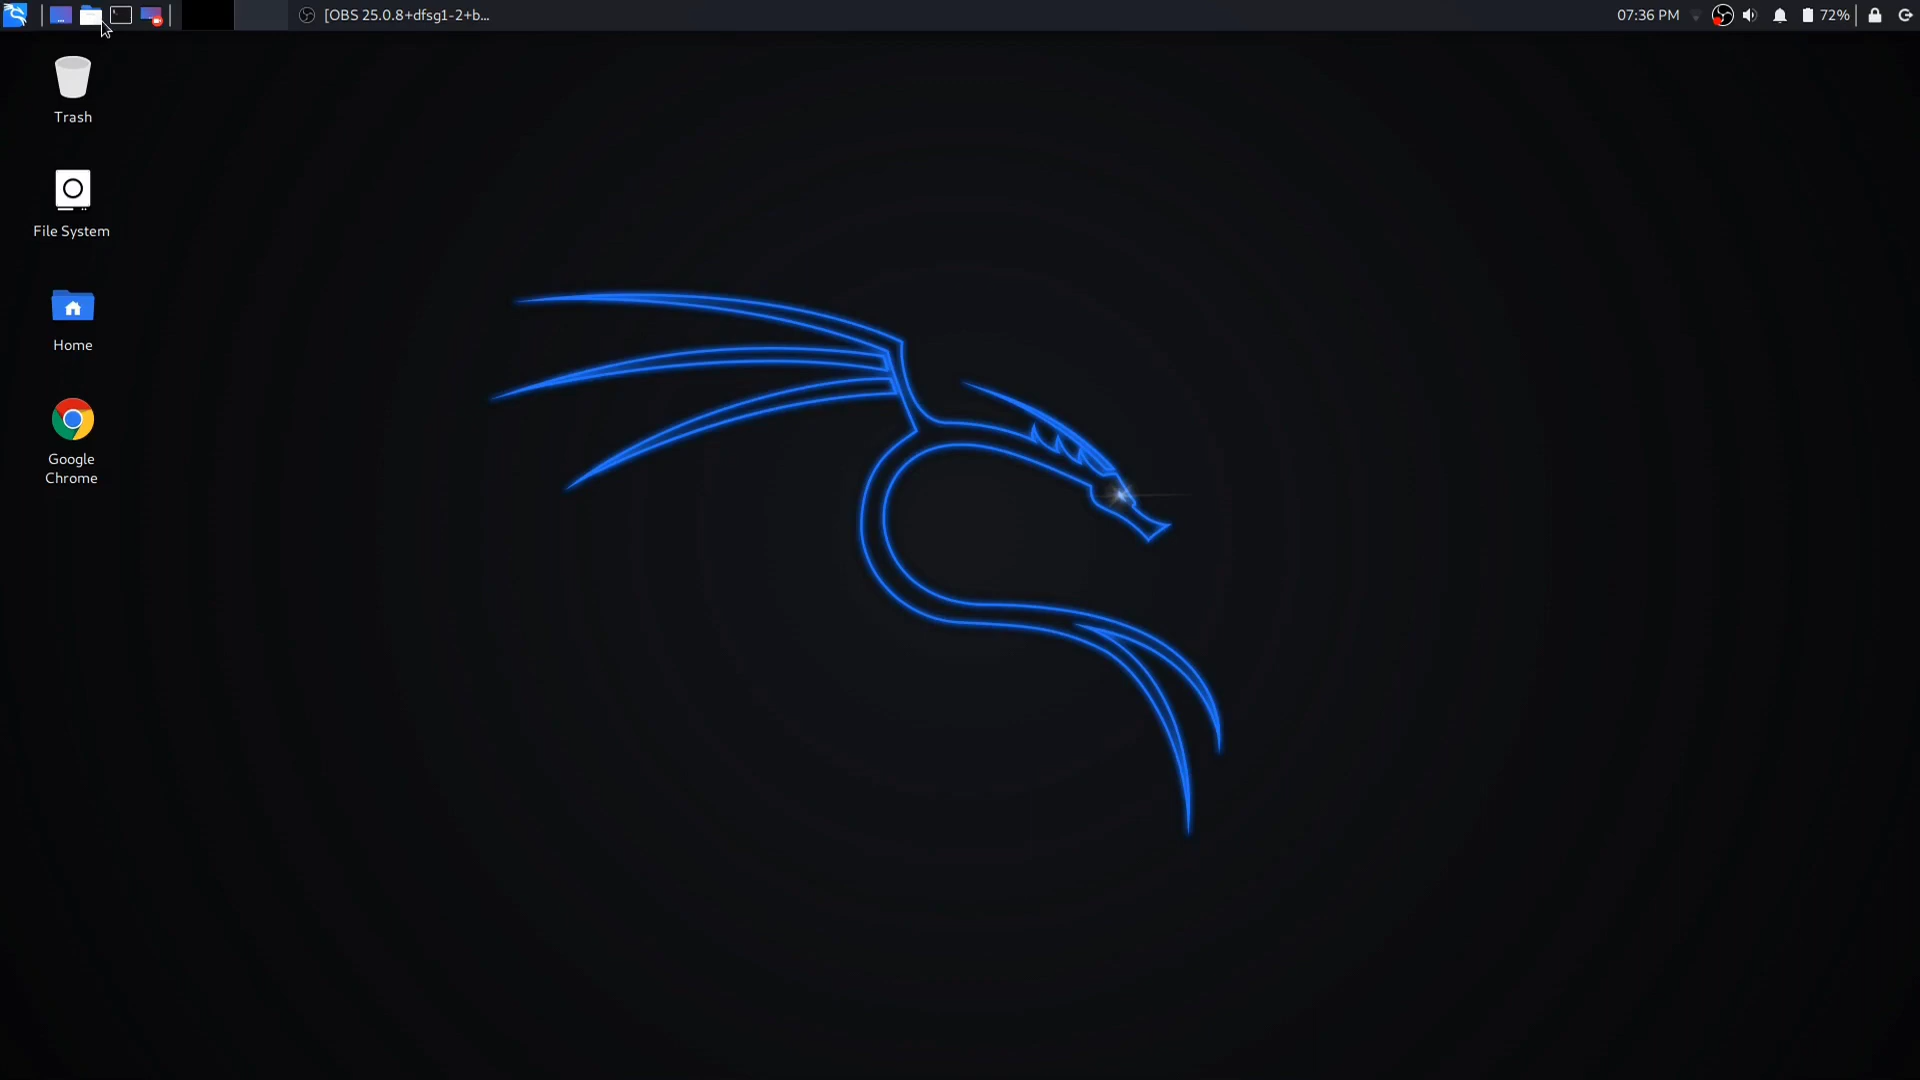 [OBS 25.0.8+dfsg1-2+b...
07:36 PM
72%
Trash
File System
Home
Google
Chrome